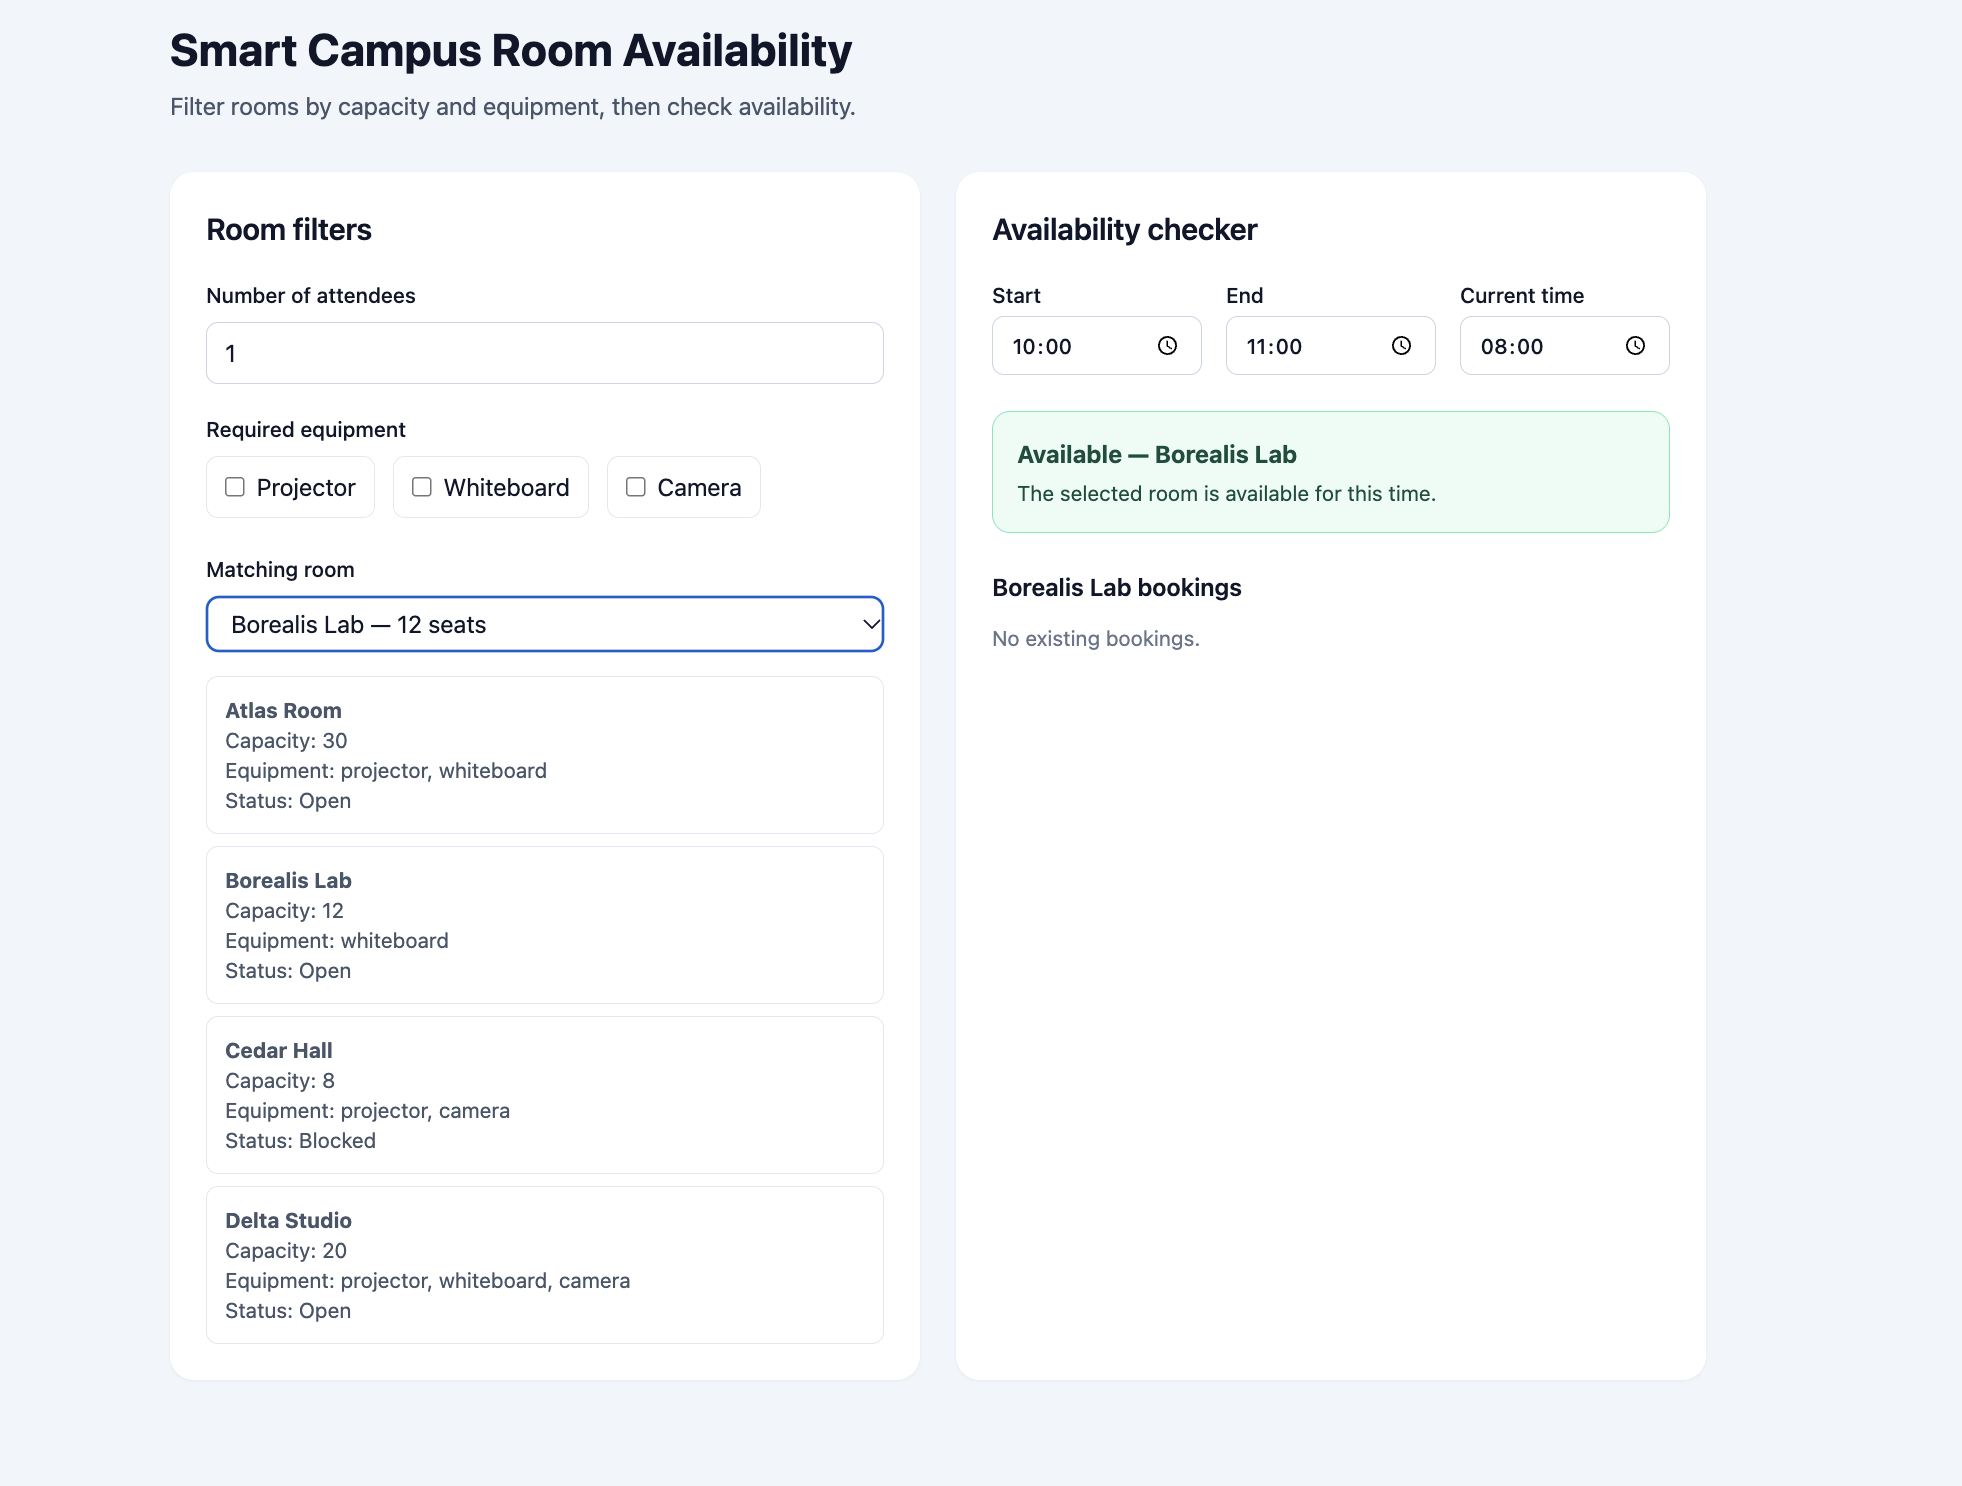 Smart Campus Room Availability
Filter rooms by capacity and equipment, then check availability.
Room filters
Number of attendees
1
Required equipment
Projector
Whiteboard
Camera
Matching room
Borealis Lab — 12 seats
Atlas Room
Capacity: 30
Equipment: projector, whiteboard
Status: Open
Borealis Lab
Capacity: 12
Equipment: whiteboard
Status: Open
Cedar Hall
Capacity: 8
Equipment: projector, camera
Status: Blocked
Delta Studio
Capacity: 20
Equipment: projector, whiteboard, camera
Status: Open
Availability checker
Start
End
Current time
10:00
11:00
08:00
Available — Borealis Lab
The selected room is available for this time.
Borealis Lab bookings
No existing bookings.